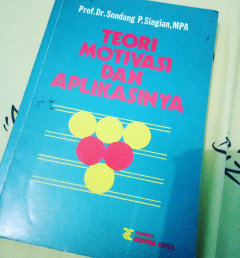 Prof.Dr.Sondang P.Siagian,MPA
TEORI
MOTIVASI
DAN
APLIKASINYA